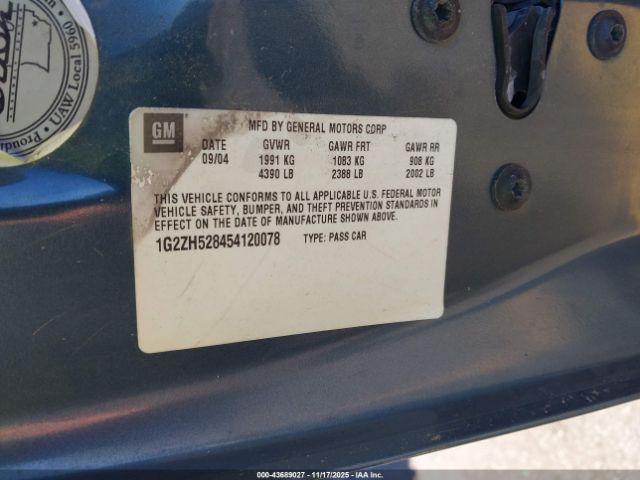 Proudly
UAW Local 5960
GM
MFD BY GENERAL MOTORS CORP
DATE GVWR GAWR FRT GAWR RR
09/04 1991 KG 1083 KG 908 KG
4390 LB 2388 LB 2002 LB
THIS VEHICLE CONFORMS TO ALL APPLICABLE U.S. FEDERAL MOTOR
VEHICLE SAFETY, BUMPER, AND THEFT PREVENTION STANDARDS IN
EFFECT ON THE DATE OF MANUFACTURE SHOWN ABOVE.
1G2ZH528454120078 TYPE: PASS CAR
000-43689027 - 11/17/2025 - IAA Inc.